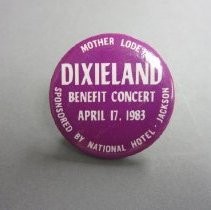 MOTHER LODE
DIXIELAND
BENEFIT CONCERT
APRIL 17, 1983
SPONSORED BY NATIONAL HOTEL, JACKSON